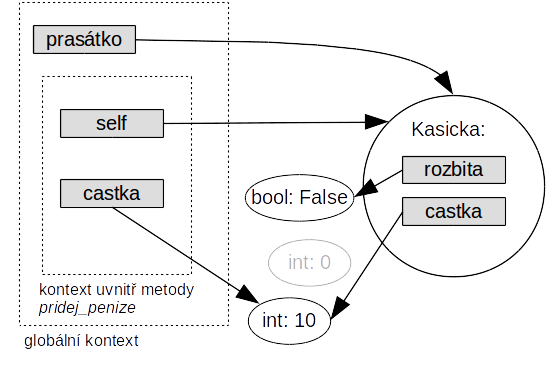 prasátko
self
castka
kontext uvnitř metody
pridej_penize
globální kontext
Kasicka:
rozbita
castka
bool: False
int: 0
int: 10